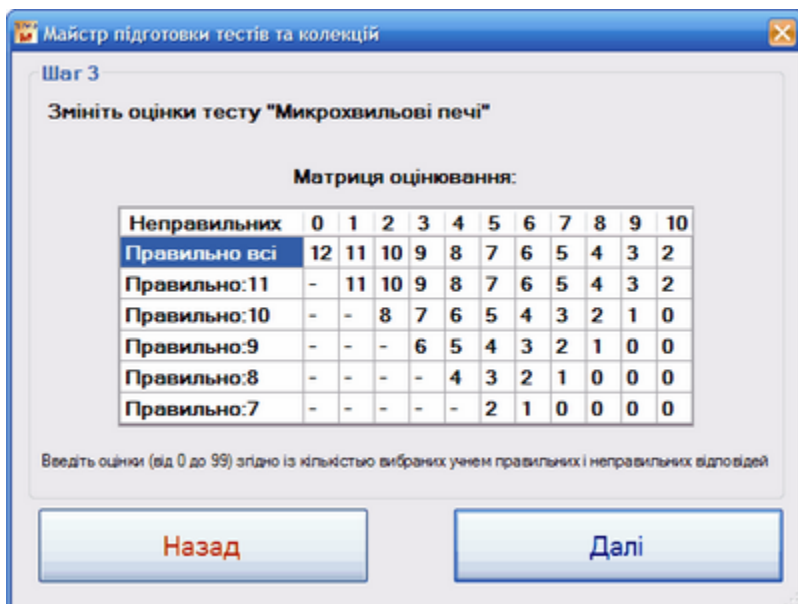 Майстр підготовки тестів та колекцій
Шаг 3
Змініть оцінки тесту "Микрохвильові печі"
Матриця оцінювання:
Неправильних 0 1 2 3 4 5 6 7 8 9 10
Правильно всі 12 11 10 9 8 7 6 5 4 3 2
Правильно:11 - 11 10 9 8 7 6 5 4 3 2
Правильно:10 - - 8 7 6 5 4 3 2 1 0
Правильно:9 - - - 6 5 4 3 2 1 0 0
Правильно:8 - - - - 4 3 2 1 0 0 0
Правильно:7 - - - - - 2 1 0 0 0 0
Введіть оцінки (від 0 до 99) згідно із кількістью вибраних учнем правильних і неправильних відповідей
Назад Далі